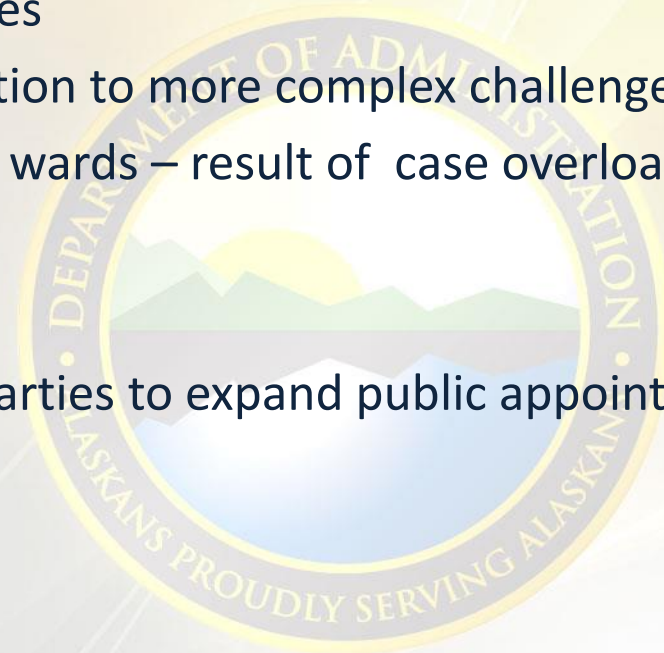 es
tion to more complex challenge
wards – result of case overloa
arties to expand public appoint
DEPARTMENT OF ADMINISTRATION
ALASKANS PROUDLY SERVING ALASKANS